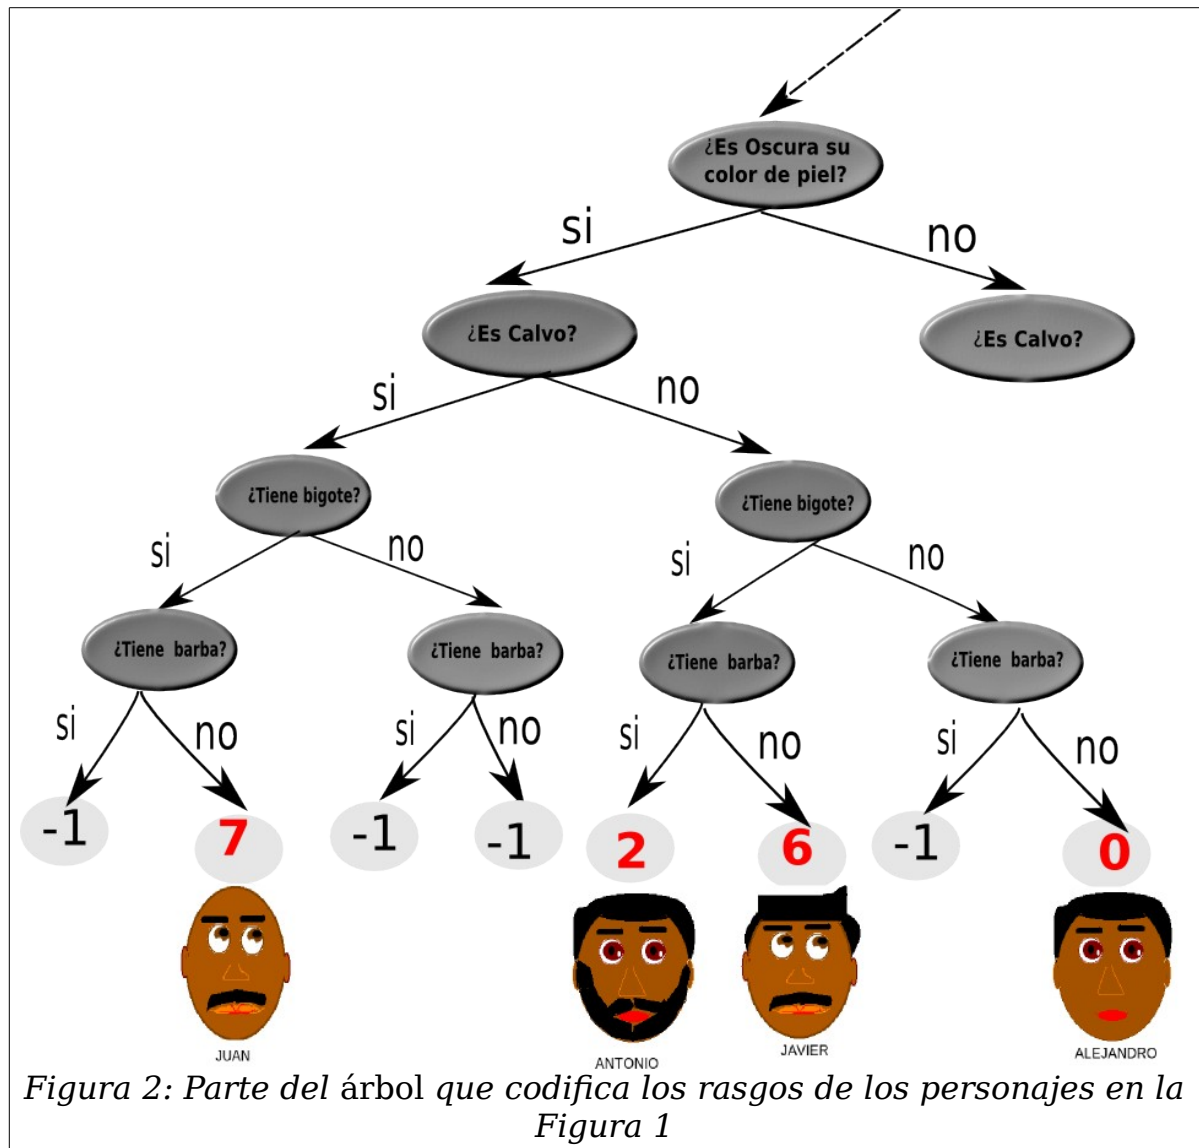 ¿Es Oscura su
color de piel?
si
no
¿Es Calvo?
¿Es Calvo?
si
no
¿Tiene bigote?
¿Tiene bigote?
si
no
si
no
¿Tiene barba?
¿Tiene barba?
¿Tiene barba?
¿Tiene barba?
si
no
si
no
si
no
si
no
-1
7
-1
-1
2
6
-1
0
JUAN
ANTONIO
JAVIER
ALEJANDRO
Figura 2: Parte del árbol que codifica los rasgos de los personajes en la
Figura 1